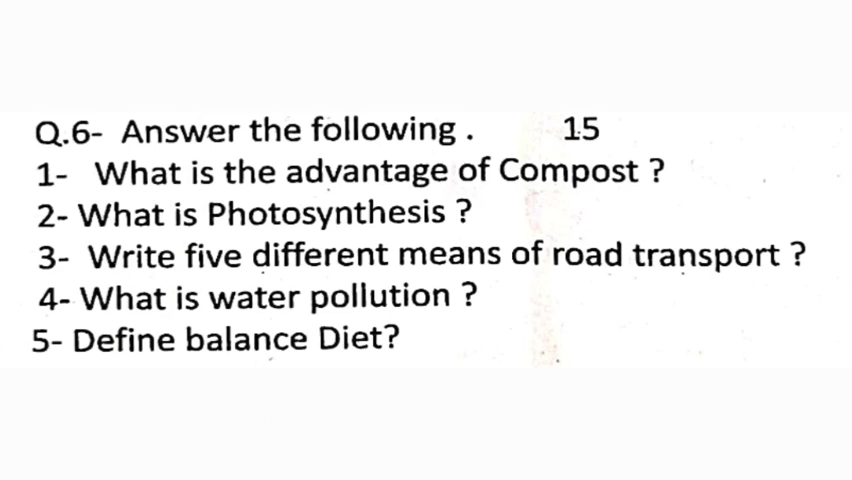 Q.6- Answer the following . 15
1- What is the advantage of Compost ?
2- What is Photosynthesis ?
3- Write five different means of road transport ?
4- What is water pollution ?
5- Define balance Diet?